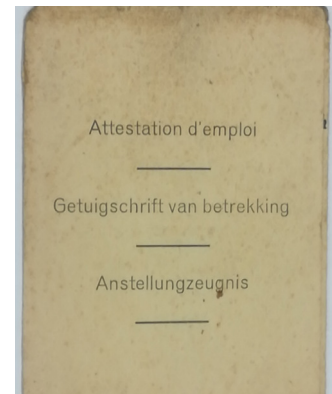 Attestation d'emploi
Getuigschrift van betrekking
Anstellungzeugnis